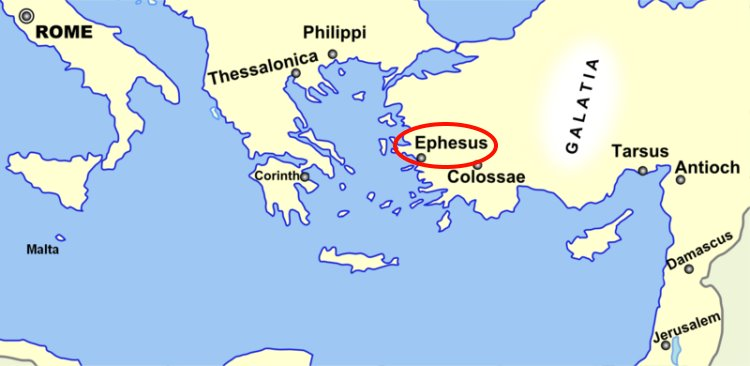 ROME
Philippi
Thessalonica
GALATIA
Ephesus
Tarsus
Antioch
Corinth
Colossae
Malta
Damascus
Jerusalem